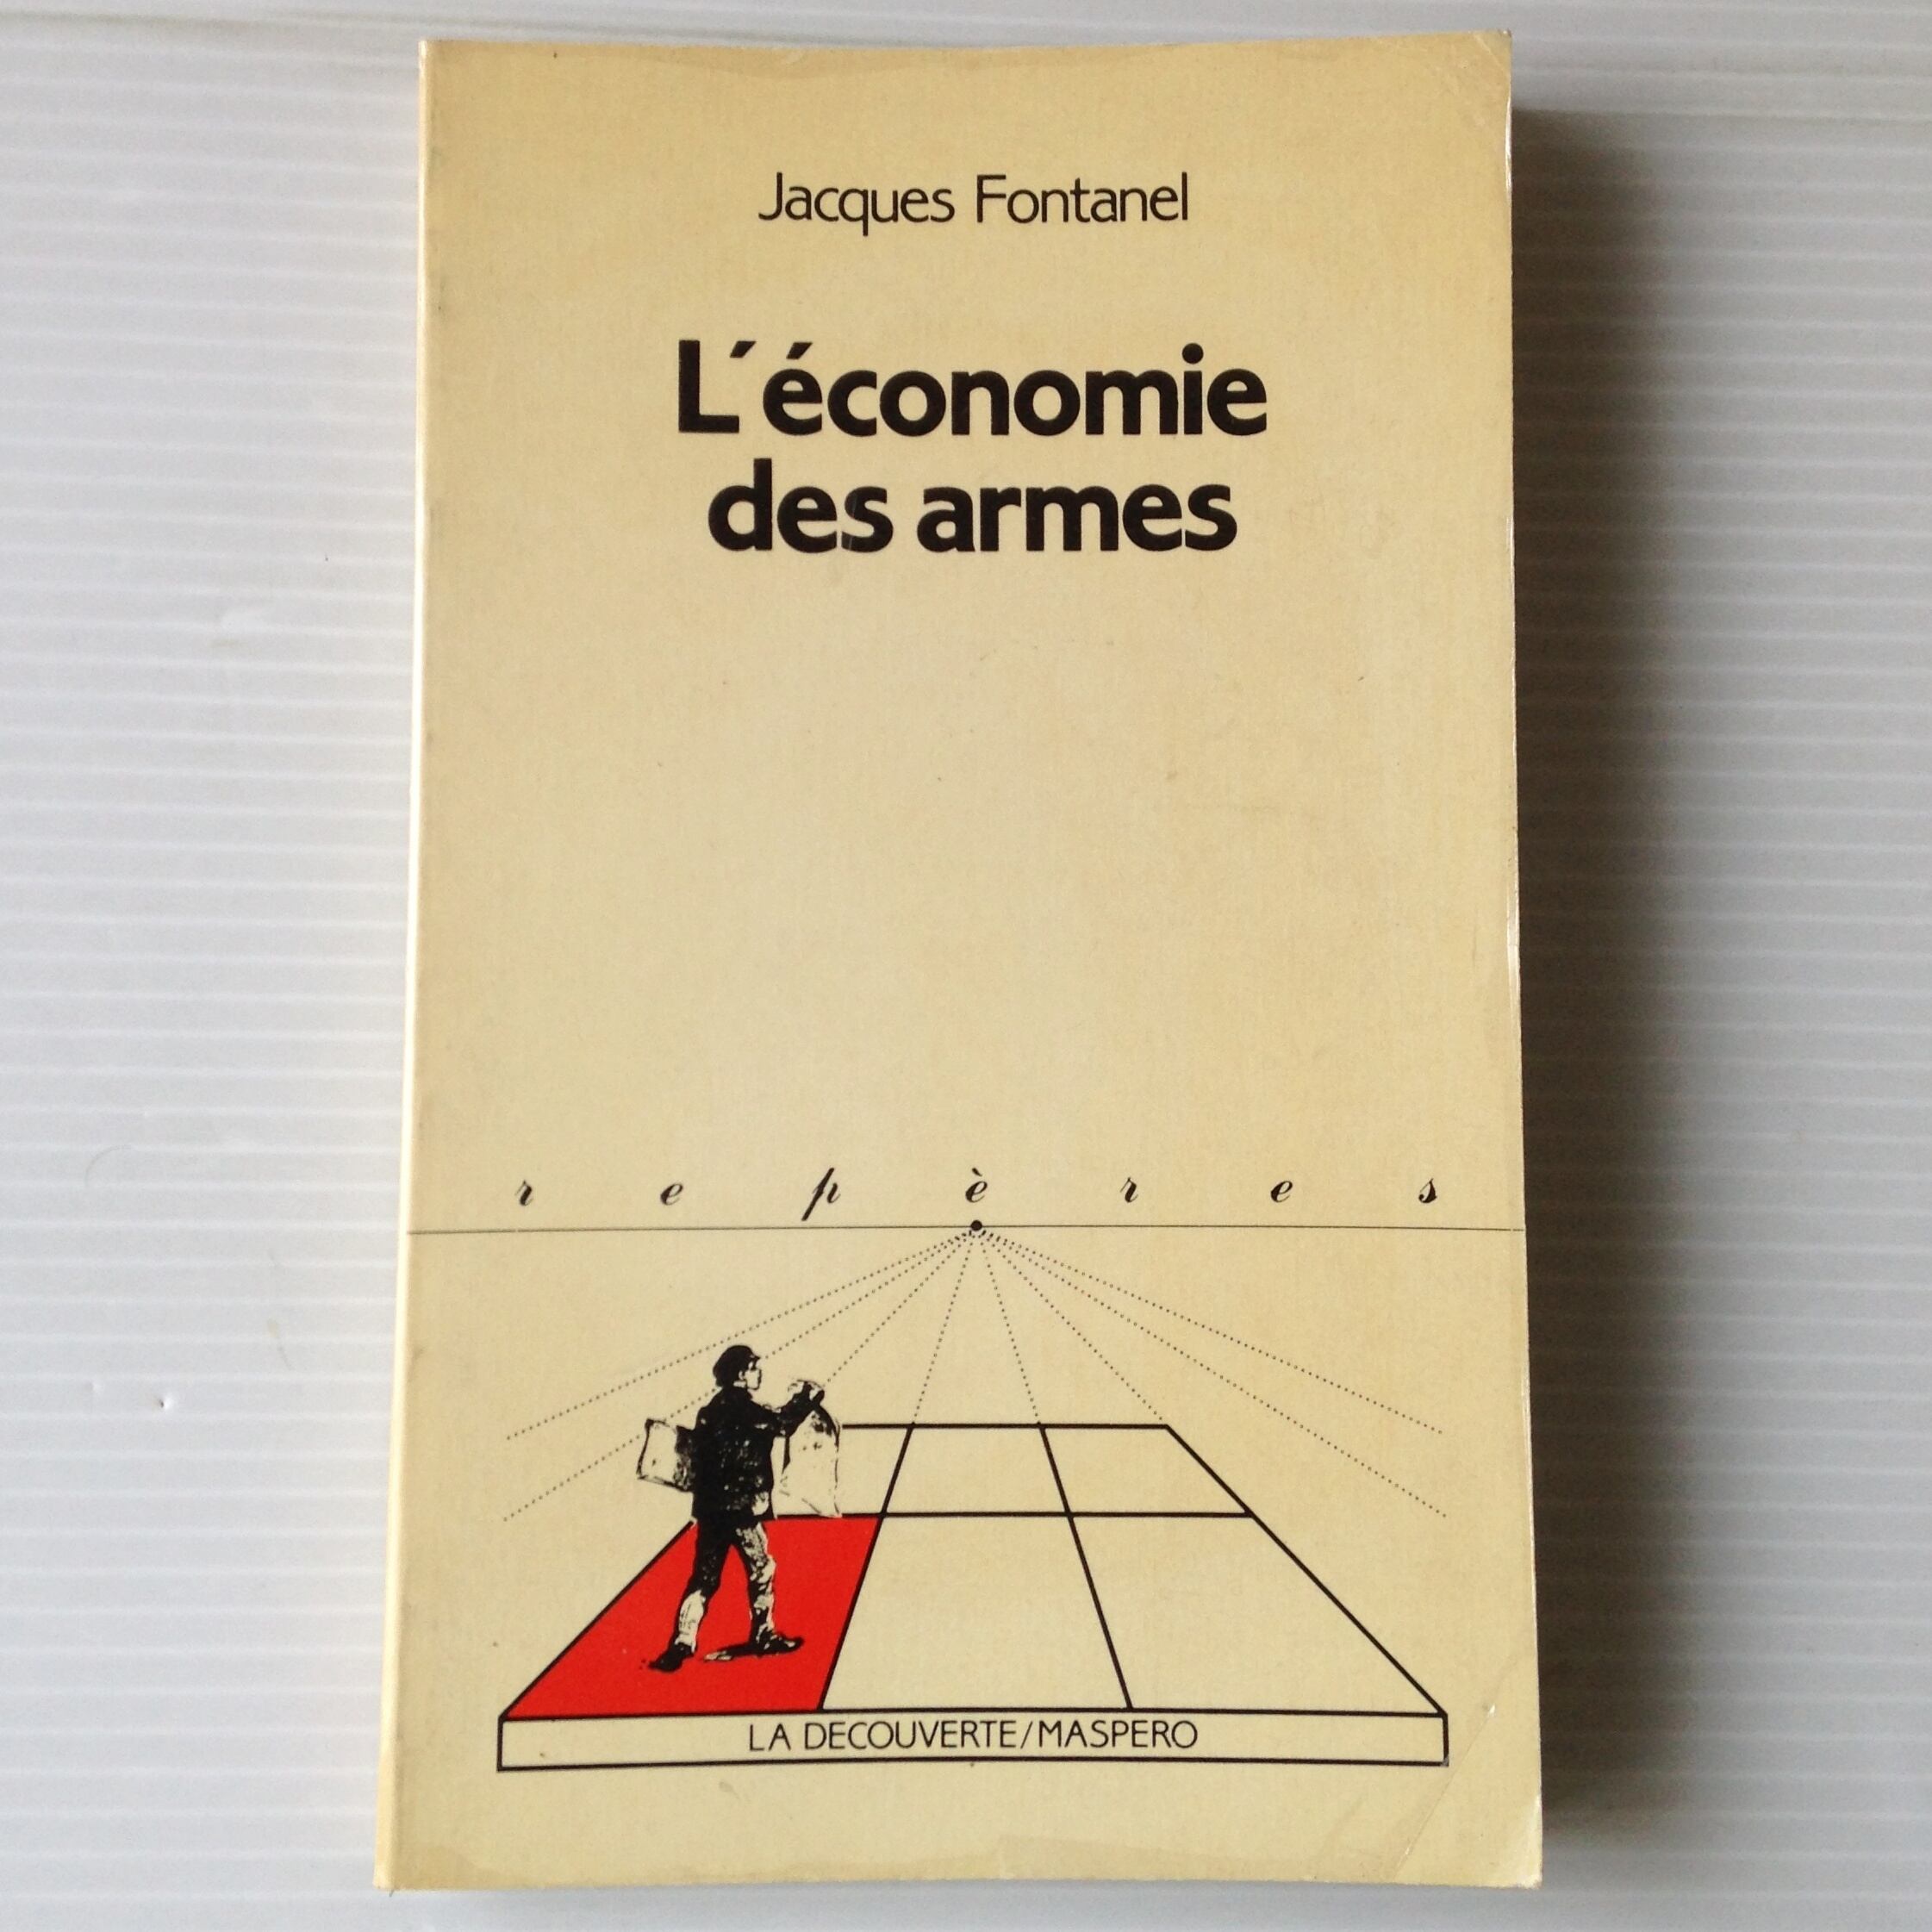 Jacques Fontanel
L'économie
des armes
repères
LA DECOUVERTE/MASPERO